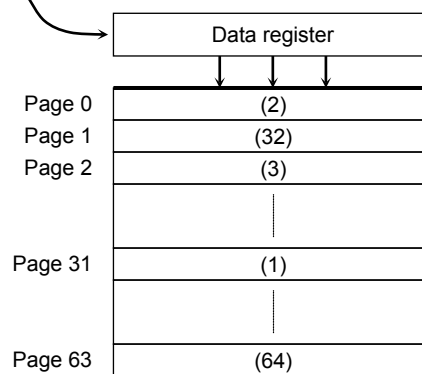 Data register
Page 0 (2)
Page 1 (32)
Page 2 (3)
Page 31 (1)
Page 63 (64)